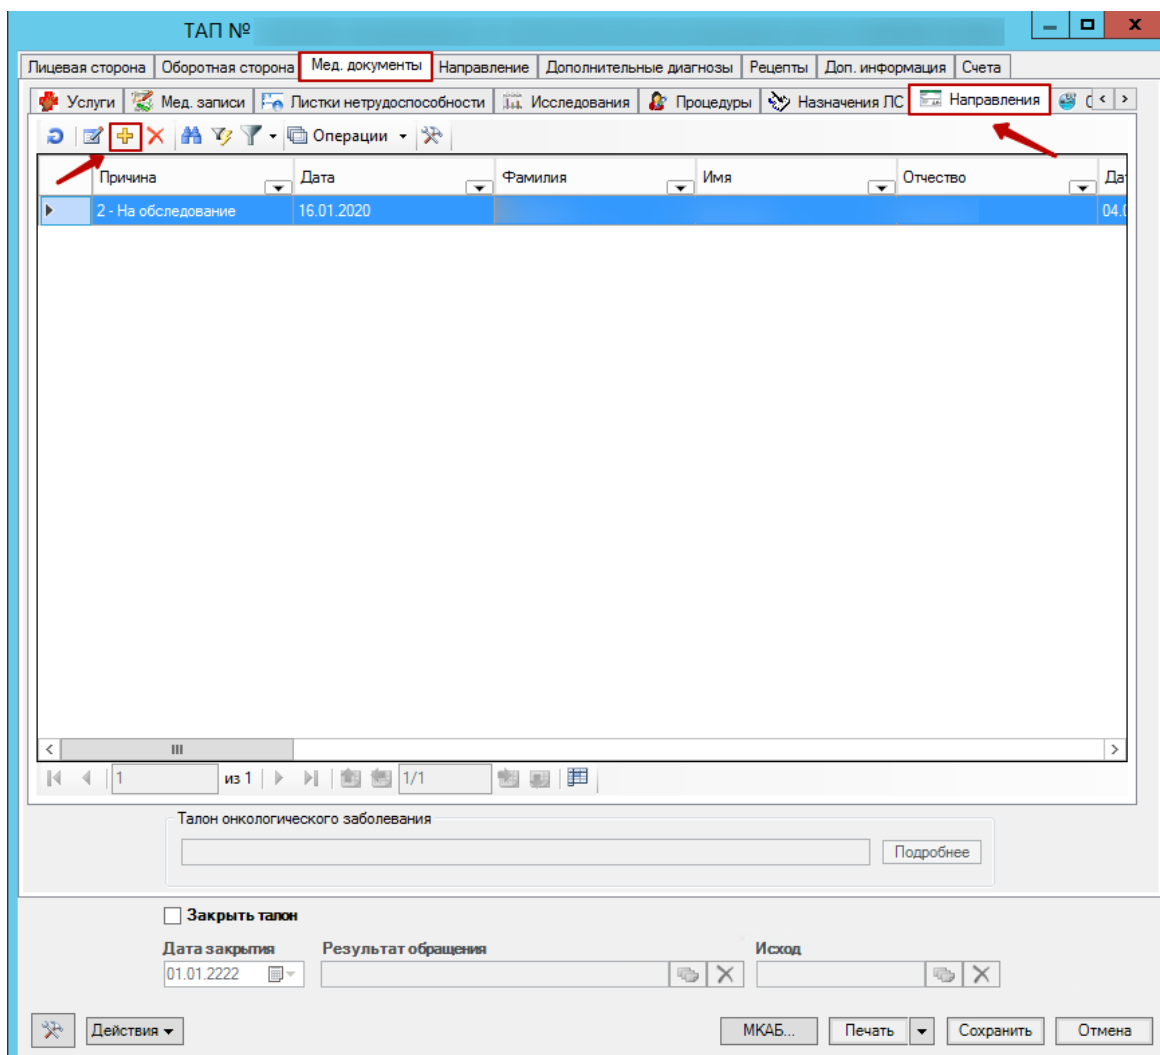 ТАП №
Лицевая сторона Оборотная сторона Мед. документы Направление Дополнительные диагнозы Рецепты Доп. информация Счета
Услуги Мед. записи Листки нетрудоспособности Исследования Процедуры Назначения ЛС Направления
Операции
Причина Дата Фамилия Имя Отчество Да
2 - На обследование 16.01.2020 04.0
1 из 1 1/1
Талон онкологического заболевания
Подробнее
Закрыть талон
Дата закрытия Результат обращения Исход
01.01.2222
Действия МКАБ... Печать Сохранить Отмена